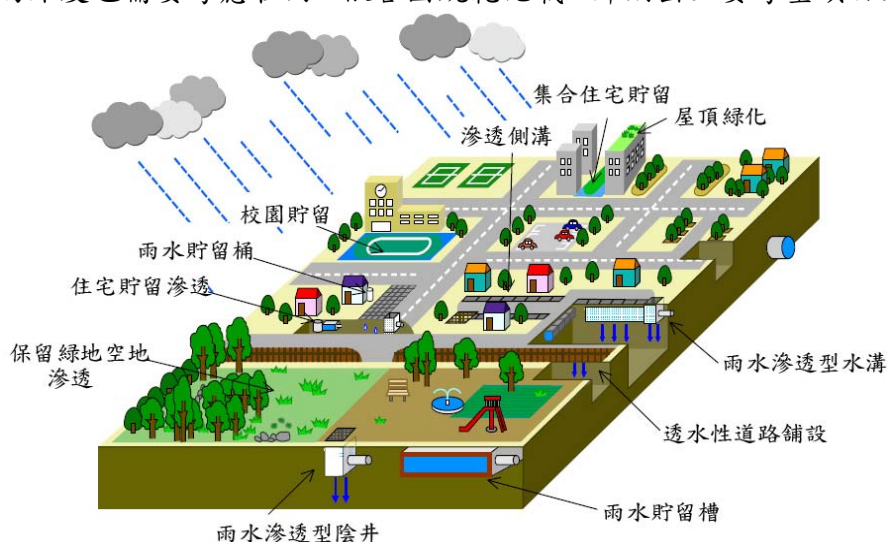 集合住宅貯留
屋頂綠化
滲透側溝
校園貯留
雨水貯留桶
住宅貯留滲透
保留綠地空地
滲透
雨水滲透型水溝
透水性道路舖設
雨水貯留槽
雨水滲透型陰井